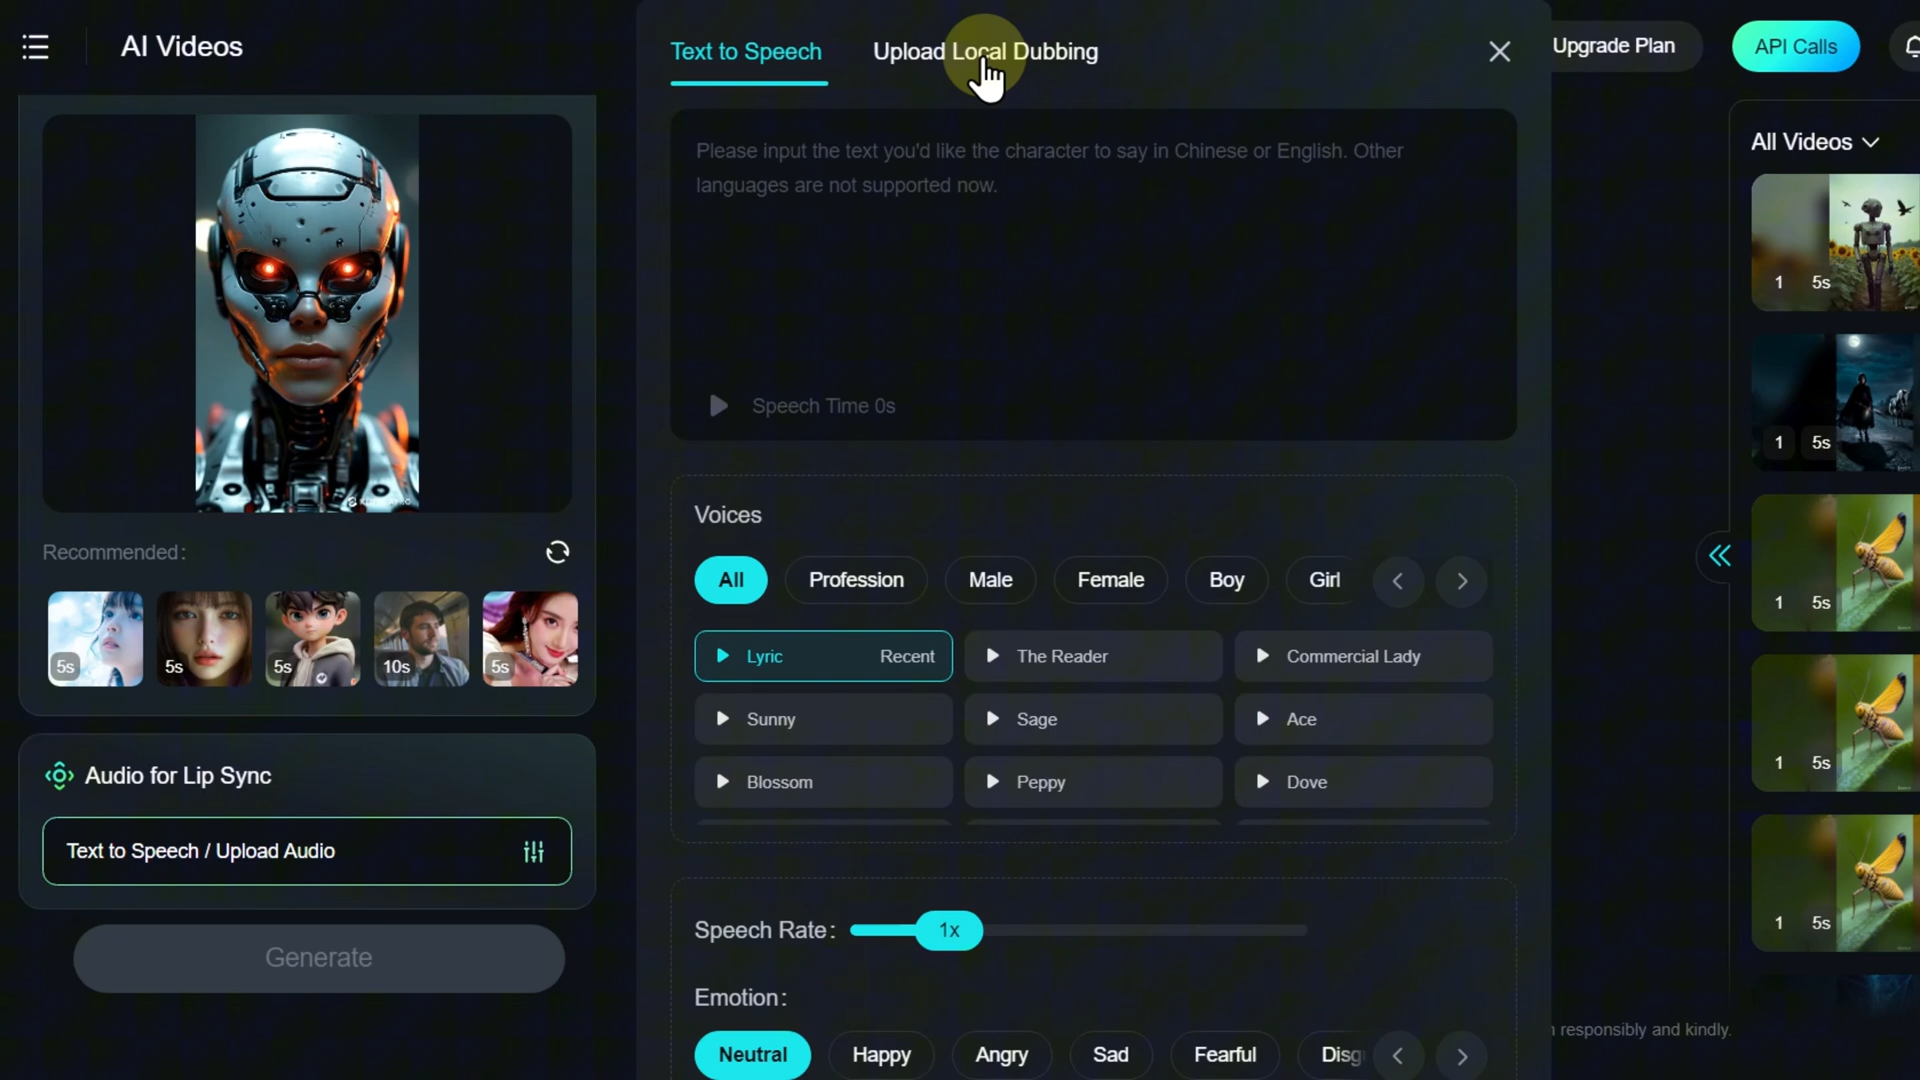 AI Videos
Text to Speech
Upload Local Dubbing
Upgrade Plan
API Calls
Please input the text you'd like the character to say in Chinese or English. Other
languages are not supported now.
Speech Time 0s
All Videos
1 5s
1 5s
1 5s
1 5s
1 5s
Recommended:
5s
5s
5s
10s
5s
Voices
All
Profession
Male
Female
Boy
Girl
Lyric
Recent
The Reader
Commercial Lady
Sunny
Sage
Ace
Blossom
Peppy
Dove
Audio for Lip Sync
Text to Speech / Upload Audio
Generate
Speech Rate:
1x
Emotion:
Neutral
Happy
Angry
Sad
Fearful
Disg
responsibly and kindly.